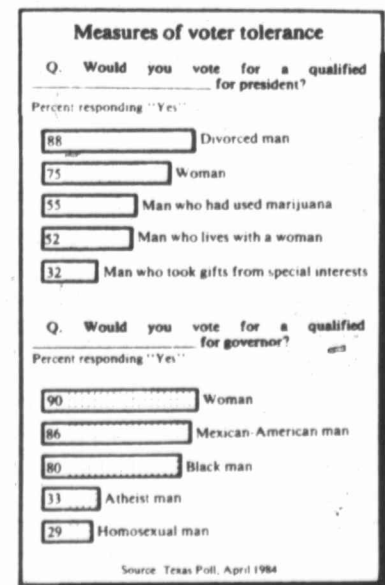 Measures of voter tolerance
Q. Would you vote for a qualified
____________ for president?
Percent responding "Yes"
88 Divorced man
75 Woman
55 Man who had used marijuana
52 Man who lives with a woman
32 Man who took gifts from special interests
Q. Would you vote for a qualified
____________ for governor?
Percent responding "Yes"
90 Woman
86 Mexican-American man
80 Black man
33 Atheist man
29 Homosexual man
Source Texas Poll, April 1984